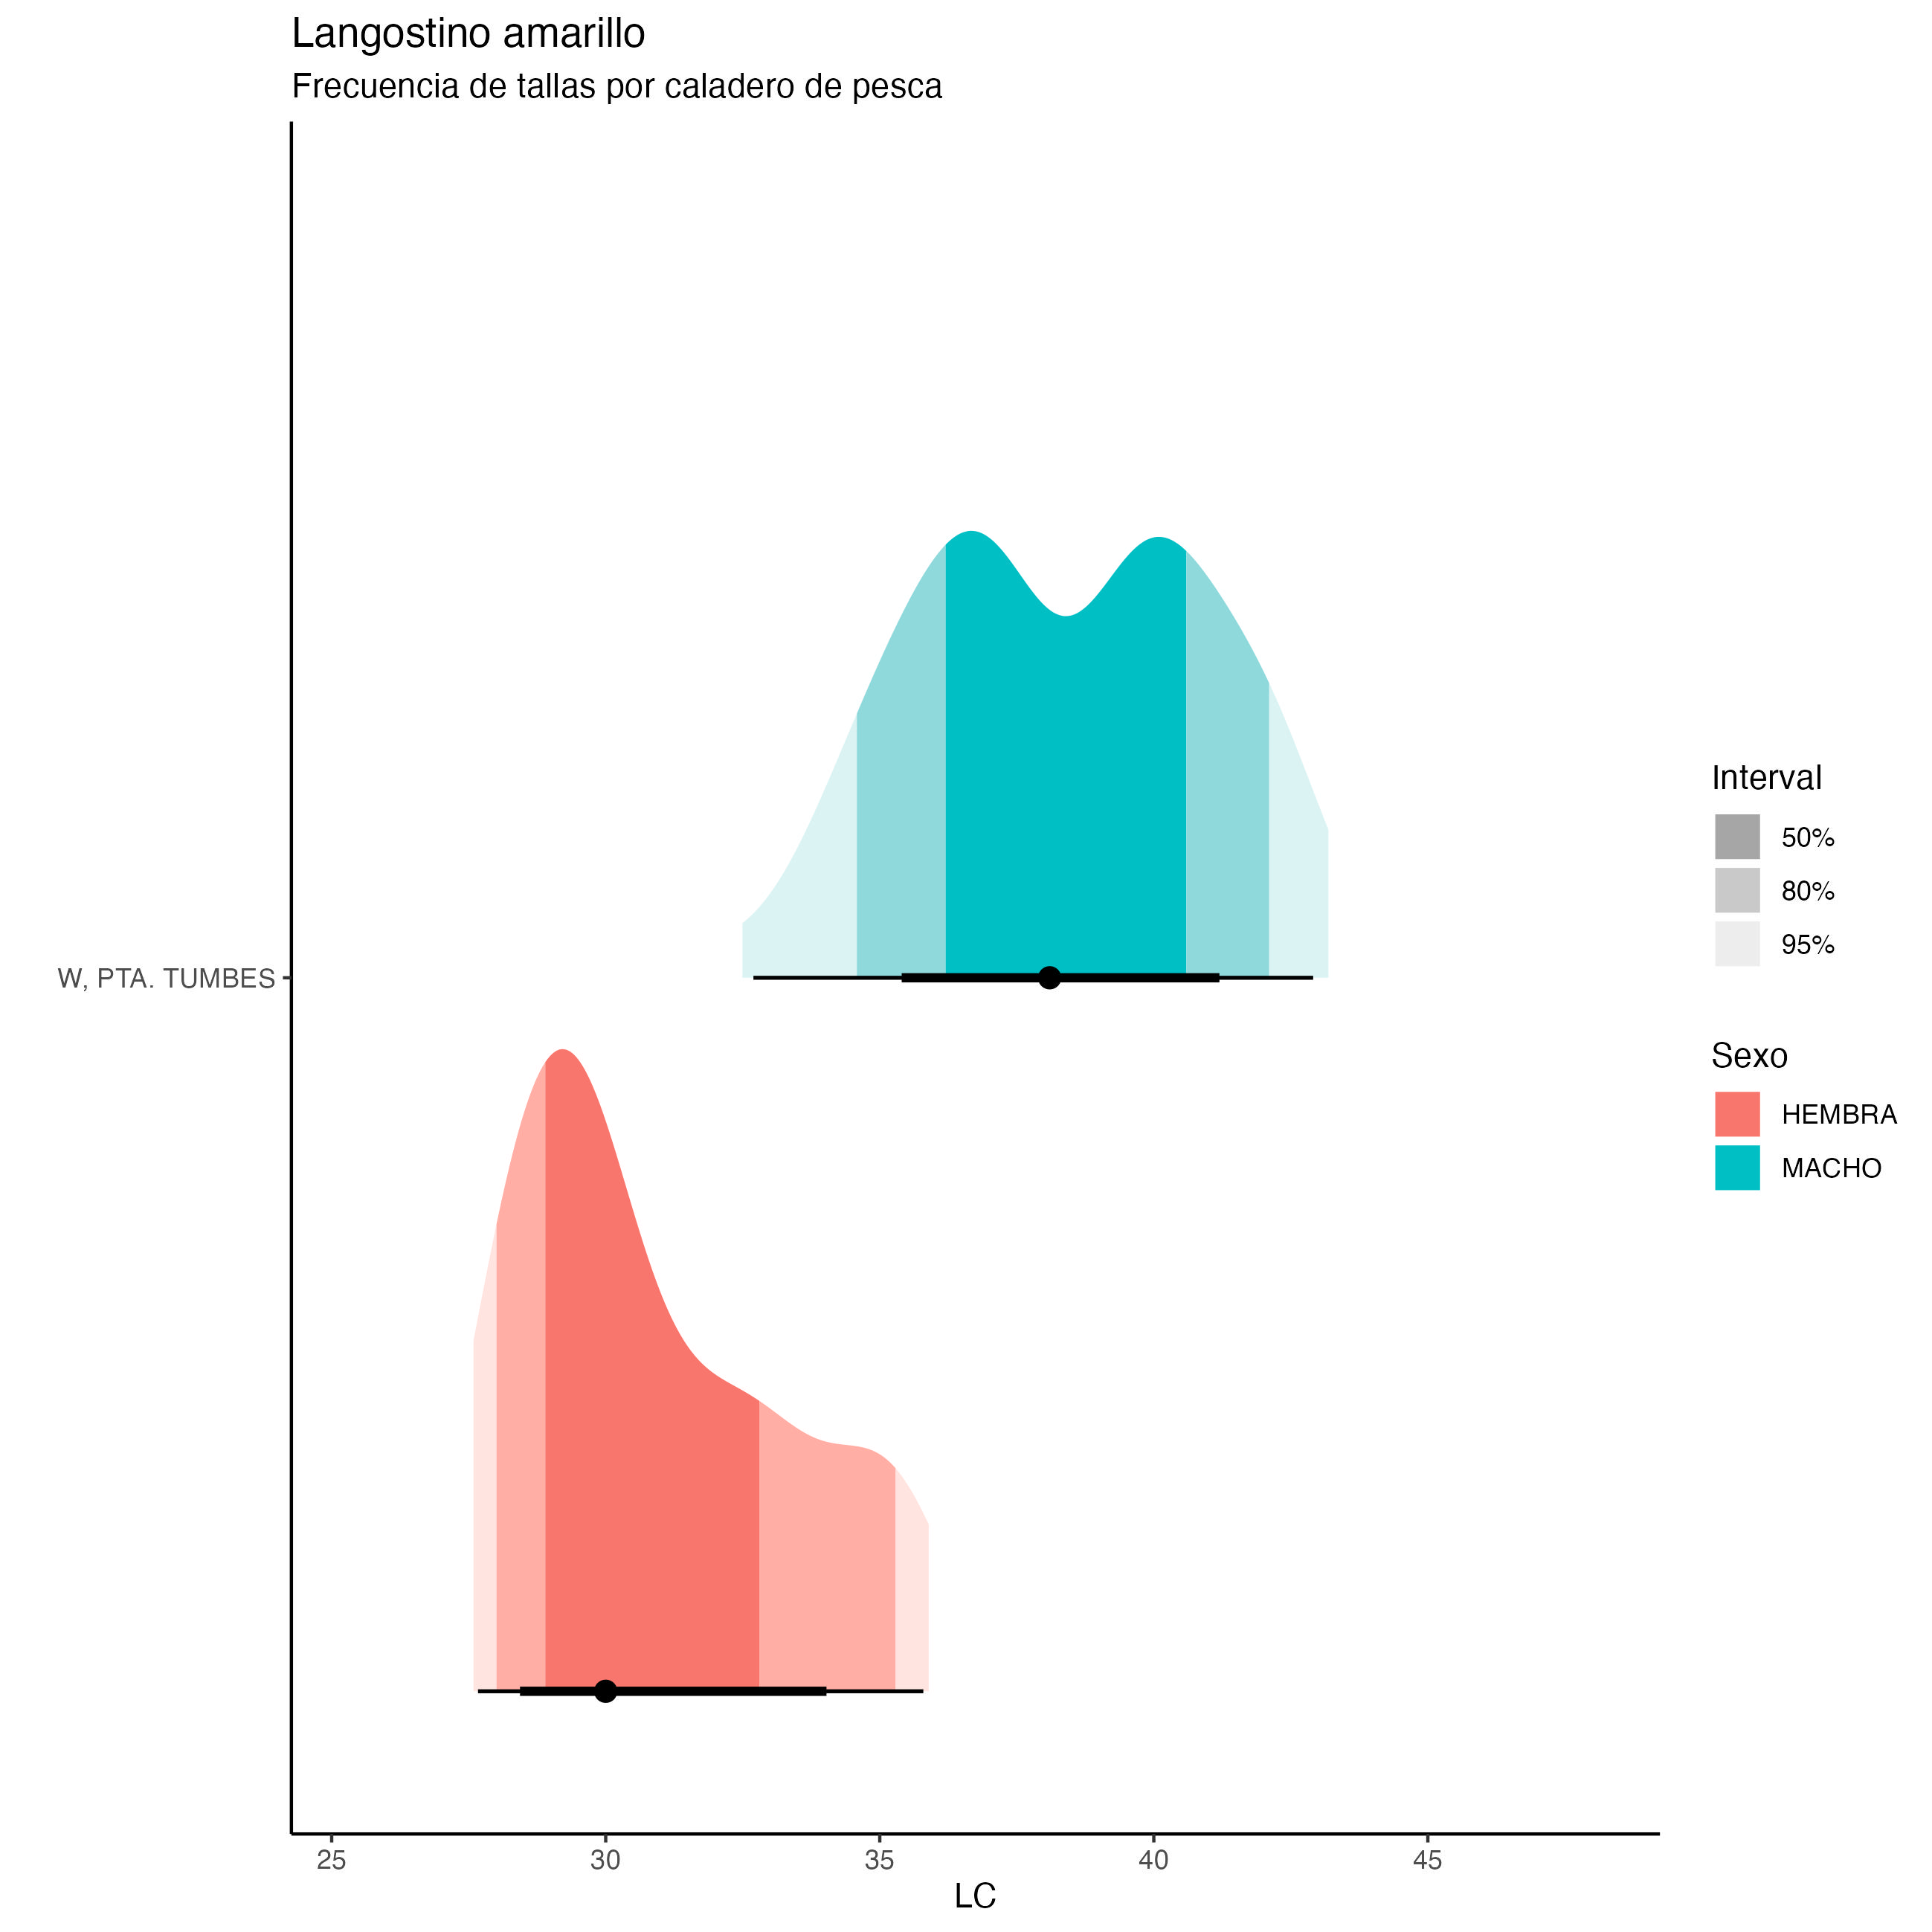 Langostino amarillo
Frecuencia de tallas por caladero de pesca
W, PTA. TUMBES
25
30
35
40
45
LC
Interval
50%
80%
95%
Sexo
HEMBRA
MACHO